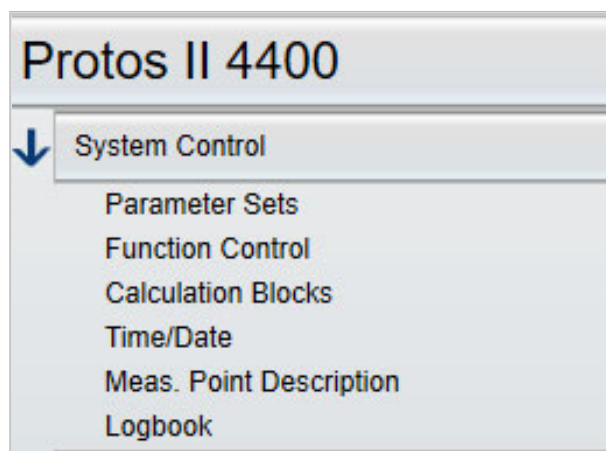 Protos II 4400
System Control
Parameter Sets
Function Control
Calculation Blocks
Time/Date
Meas. Point Description
Logbook